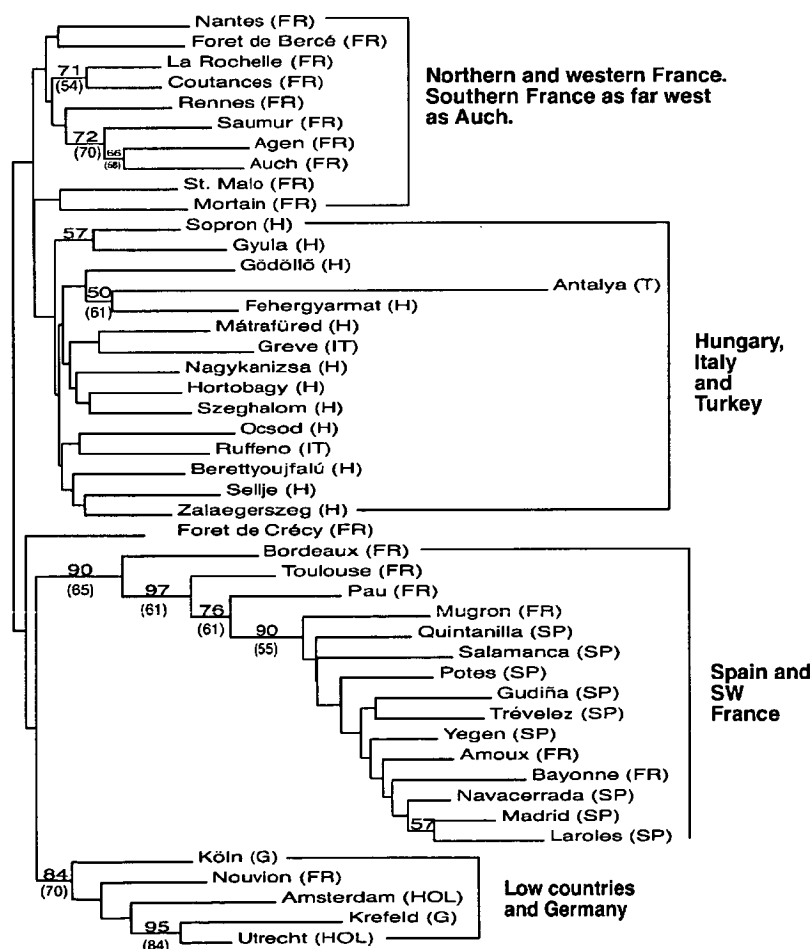 Nantes (FR)
Foret de Bercé (FR)
La Rochelle (FR)
71
(54)
Coutances (FR)
Rennes (FR)
Saumur (FR)
72
(70)
Agen (FR)
66
(58)
Auch (FR)
St. Malo (FR)
Mortain (FR)
Northern and western France.
Southern France as far west
as Auch.
Sopron (H)
57
Gyula (H)
Gödöllõ (H)
50
(61)
Antalya (T)
Fehergyarmat (H)
Mátrafüred (H)
Greve (IT)
Nagykanizsa (H)
Hortobagy (H)
Szeghalom (H)
Ocsod (H)
Ruffeno (IT)
Berettyoujfalú (H)
Sellje (H)
Zalaegerszeg (H)
Hungary,
Italy
and
Turkey
Foret de Crécy (FR)
Bordeaux (FR)
90
(65)
Toulouse (FR)
97
(61)
Pau (FR)
76
(61)
Mugron (FR)
90
(55)
Quintanilla (SP)
Salamanca (SP)
Potes (SP)
Gudiña (SP)
Trévelez (SP)
Yegen (SP)
Amoux (FR)
Bayonne (FR)
Navacerrada (SP)
Madrid (SP)
57
Laroles (SP)
Spain and
SW
France
Köln (G)
84
(70)
Nouvion (FR)
Amsterdam (HOL)
Krefeld (G)
95
(84)
Utrecht (HOL)
Low countries
and Germany